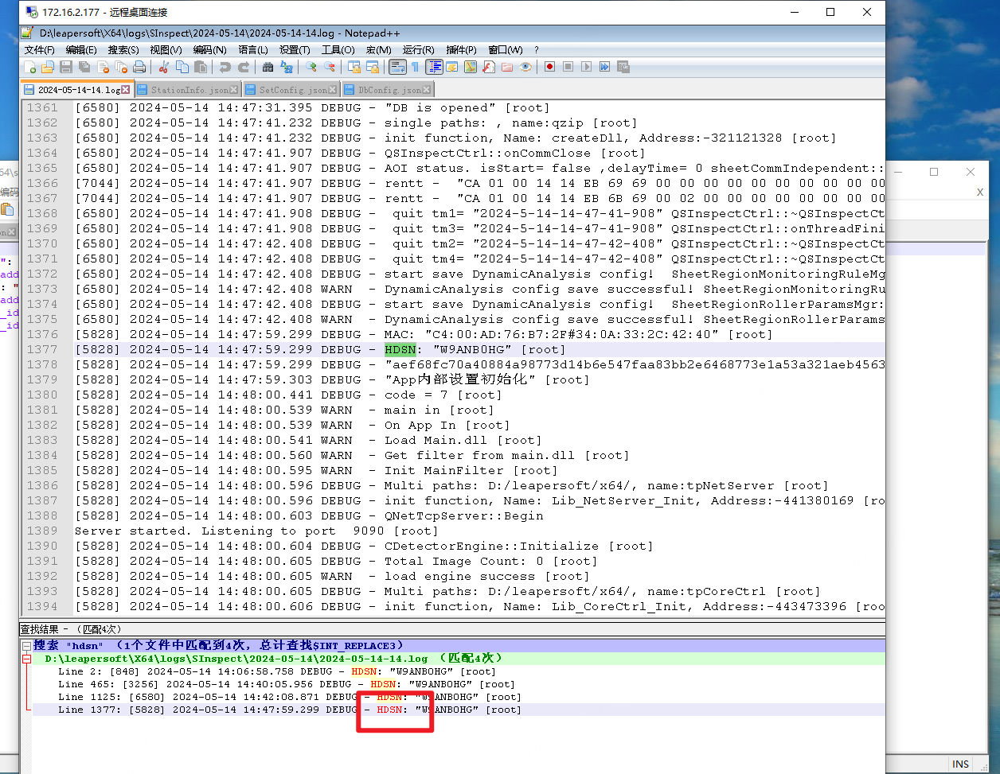 172.16.2.177 - 远程桌面连接
D:\leapersoft\X64\logs\SInspect\2024-05-14\2024-05-14-14.log - Notepad++
文件(F) 编辑(E) 搜索(S) 视图(V) 编码(N) 语言(L) 设置(T) 工具(O) 宏(M) 运行(R) 插件(P) 窗口(W) ?
2024-05-14-14.log StationInfo.json SetConfig.json DbConfig.json
1361 [6580] 2024-05-14 14:47:31.395 DEBUG - "DB is opened" [root]
1362 [6580] 2024-05-14 14:47:41.232 DEBUG - single paths: , name:qzip [root]
1363 [6580] 2024-05-14 14:47:41.232 DEBUG - init function, Name: createDll, Address:-321121328 [root]
1364 [6580] 2024-05-14 14:47:41.907 DEBUG - QSInspectCtrl::onCommClose [root]
1365 [6580] 2024-05-14 14:47:41.907 DEBUG - AOI status. isStart= false ,delayTime= 0 sheetCommIndependent::
1366 [7044] 2024-05-14 14:47:41.907 DEBUG - rentt - "CA 01 00 14 14 EB 69 69 00 00 00 00 00 00 00 00 00 00
1367 [7044] 2024-05-14 14:47:41.907 DEBUG - rentt - "CA 01 00 14 14 EB 6B 69 00 02 00 00 00 00 00 00 00 00
1368 [6580] 2024-05-14 14:47:41.908 DEBUG - quit tm1= "2024-5-14-14-47-41-908" QSInspectCtrl::~QSInspectCt
1369 [6580] 2024-05-14 14:47:41.908 DEBUG - quit tm3= "2024-5-14-14-47-41-908" QSInspectCtrl::onThreadFini
1370 [6580] 2024-05-14 14:47:42.408 DEBUG - quit tm2= "2024-5-14-14-47-42-408" QSInspectCtrl::~QSInspectCt
1371 [6580] 2024-05-14 14:47:42.408 DEBUG - quit tm4= "2024-5-14-14-47-42-408" QSInspectCtrl::~QSInspectCt
1372 [6580] 2024-05-14 14:47:42.408 DEBUG - start save DynamicAnalysis config! SheetRegionMonitoringRuleMg
1373 [6580] 2024-05-14 14:47:42.408 WARN - DynamicAnalysis config save successful! SheetRegionMonitoringRu
1374 [6580] 2024-05-14 14:47:42.408 DEBUG - start save DynamicAnalysis config! SheetRegionRollerParamsMgr:
1375 [6580] 2024-05-14 14:47:42.408 WARN - DynamicAnalysis config save successful! SheetRegionRollerParams
1376 [5828] 2024-05-14 14:47:59.299 DEBUG - MAC: "C4:00:AD:76:B7:2F#34:0A:33:2C:42:40" [root]
1377 [5828] 2024-05-14 14:47:59.299 DEBUG - HDSN: "W9ANB0HG" [root]
1378 [5828] 2024-05-14 14:47:59.299 DEBUG - "aef68fc70a40884a98773d14b6e547faa83bb2e6468773e1a53a321aeb4563
1379 [5828] 2024-05-14 14:47:59.303 DEBUG - "App内部设置初始化" [root]
1380 [5828] 2024-05-14 14:48:00.441 DEBUG - code = 7 [root]
1381 [5828] 2024-05-14 14:48:00.539 WARN - main in [root]
1382 [5828] 2024-05-14 14:48:00.539 WARN - On App In [root]
1383 [5828] 2024-05-14 14:48:00.541 WARN - Load Main.dll [root]
1384 [5828] 2024-05-14 14:48:00.560 WARN - Get filter from main.dll [root]
1385 [5828] 2024-05-14 14:48:00.595 WARN - Init MainFilter [root]
1386 [5828] 2024-05-14 14:48:00.596 DEBUG - Multi paths: D:/leapersoft/x64/, name:tpNetServer [root]
1387 [5828] 2024-05-14 14:48:00.596 DEBUG - init function, Name: Lib_NetServer_Init, Address:-441380169 [ro
1388 [5828] 2024-05-14 14:48:00.603 DEBUG - QNetTcpServer::Begin
1389 Server started. Listening to port 9090 [root]
1390 [5828] 2024-05-14 14:48:00.604 DEBUG - CDetectorEngine::Initialize [root]
1391 [5828] 2024-05-14 14:48:00.605 DEBUG - Total Image Count: 0 [root]
1392 [5828] 2024-05-14 14:48:00.605 WARN - load engine success [root]
1393 [5828] 2024-05-14 14:48:00.605 DEBUG - Multi paths: D:/leapersoft/x64/, name:tpCoreCtrl [root]
1394 [5828] 2024-05-14 14:48:00.606 DEBUG - init function, Name: Lib_CoreCtrl_Init, Address:-443473396 [roo
查找结果 - （匹配4次）
搜索 "hdsn" （1个文件中匹配到4次，总计查找$INT_REPLACE3）
D:\leapersoft\X64\logs\SInspect\2024-05-14\2024-05-14-14.log （匹配4次）
Line 2: [848] 2024-05-14 14:06:58.758 DEBUG - HDSN: "W9ANB0HG" [root]
Line 465: [3256] 2024-05-14 14:40:05.956 DEBUG - HDSN: "W9ANB0HG" [root]
Line 1125: [6580] 2024-05-14 14:42:08.871 DEBUG - HDSN: "W9ANB0HG" [root]
Line 1377: [5828] 2024-05-14 14:47:59.299 DEBUG - HDSN: "W9ANB0HG" [root]
64\s
编码
":
add
: "
add
_id
_id
X
INS